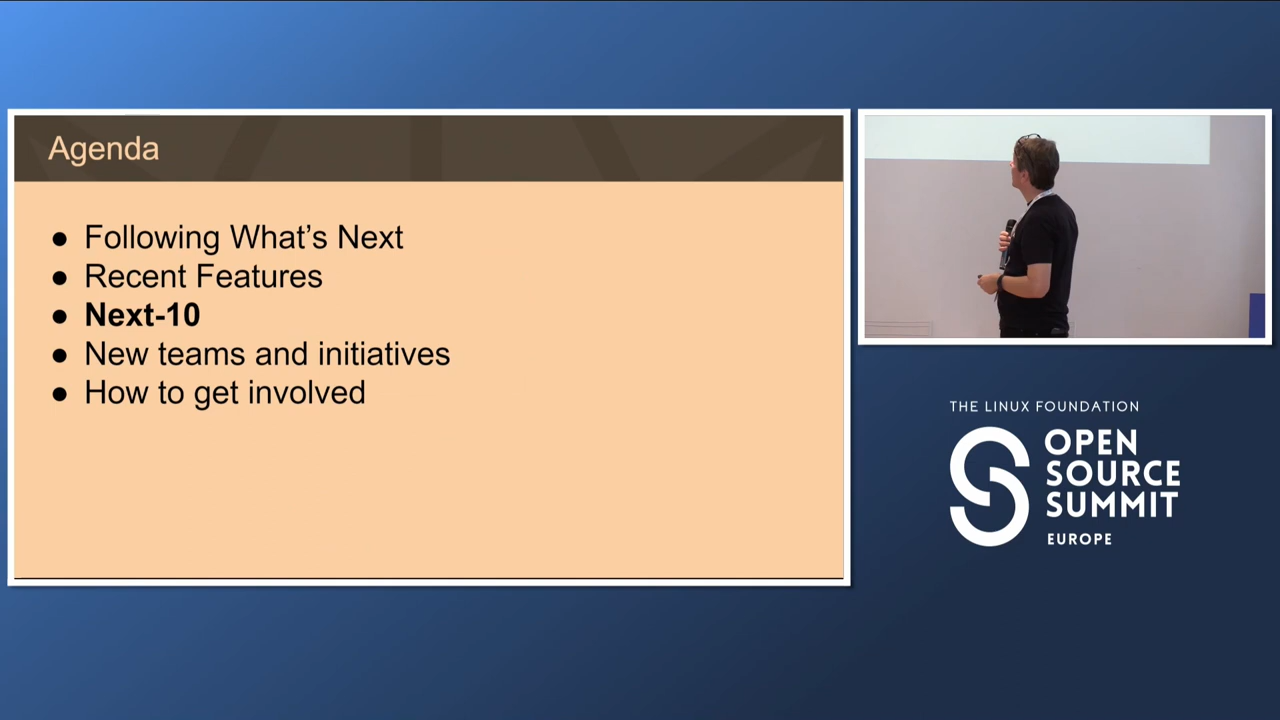 Agenda
● Following What's Next
● Recent Features
● Next-10
● New teams and initiatives
● How to get involved
THE LINUX FOUNDATION
OPEN
SOURCE
SUMMIT
EUROPE